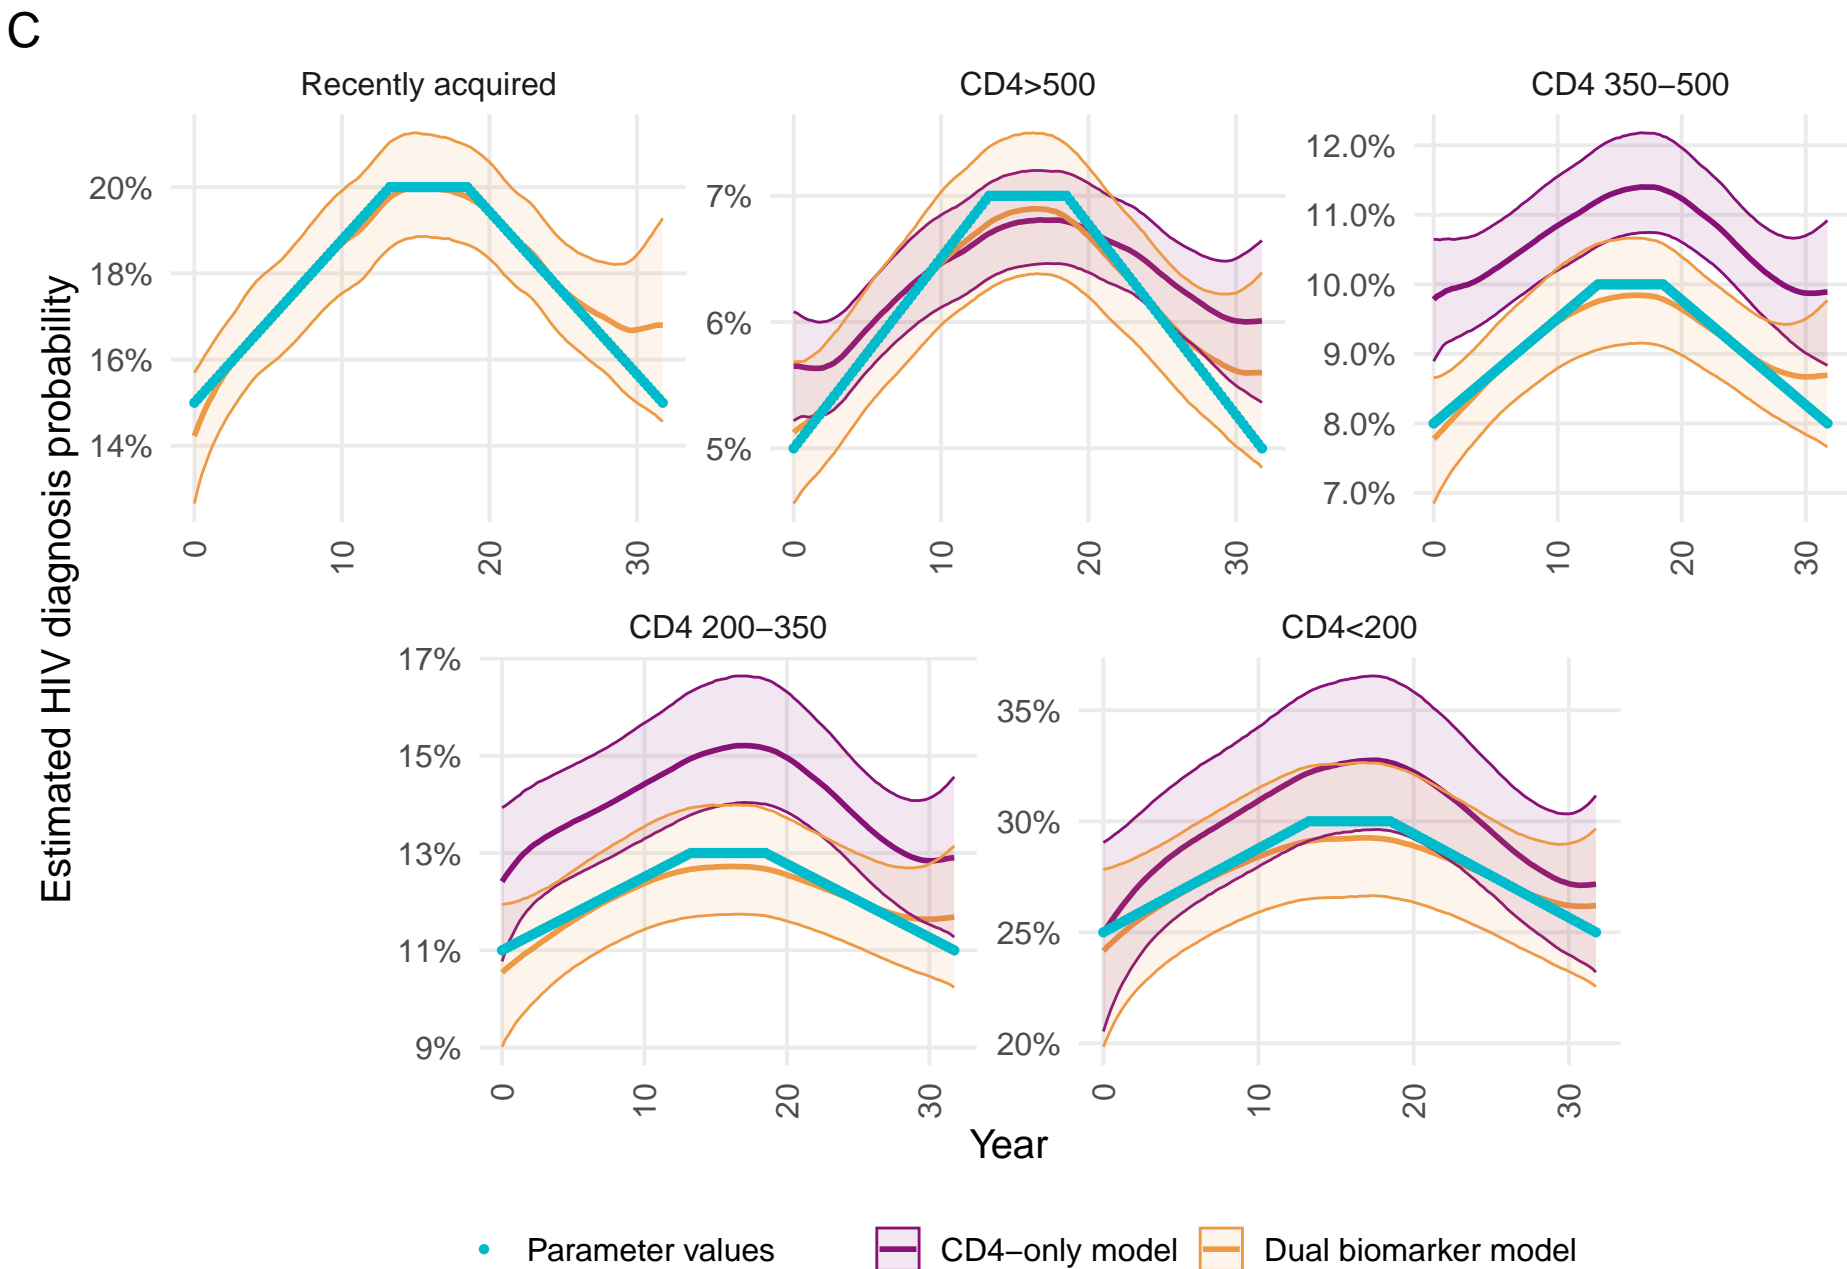 C
Estimated HIV diagnosis probability
Recently acquired
20%
18%
16%
14%
0 10 20 30
CD4>500
7%
6%
5%
0 10 20 30
CD4 350−500
12.0%
11.0%
10.0%
9.0%
8.0%
7.0%
0 10 20 30
CD4 200−350
17%
15%
13%
11%
9%
0 10 20 30
CD4<200
35%
30%
25%
20%
0 10 20 30
Year
Parameter values CD4−only model Dual biomarker model